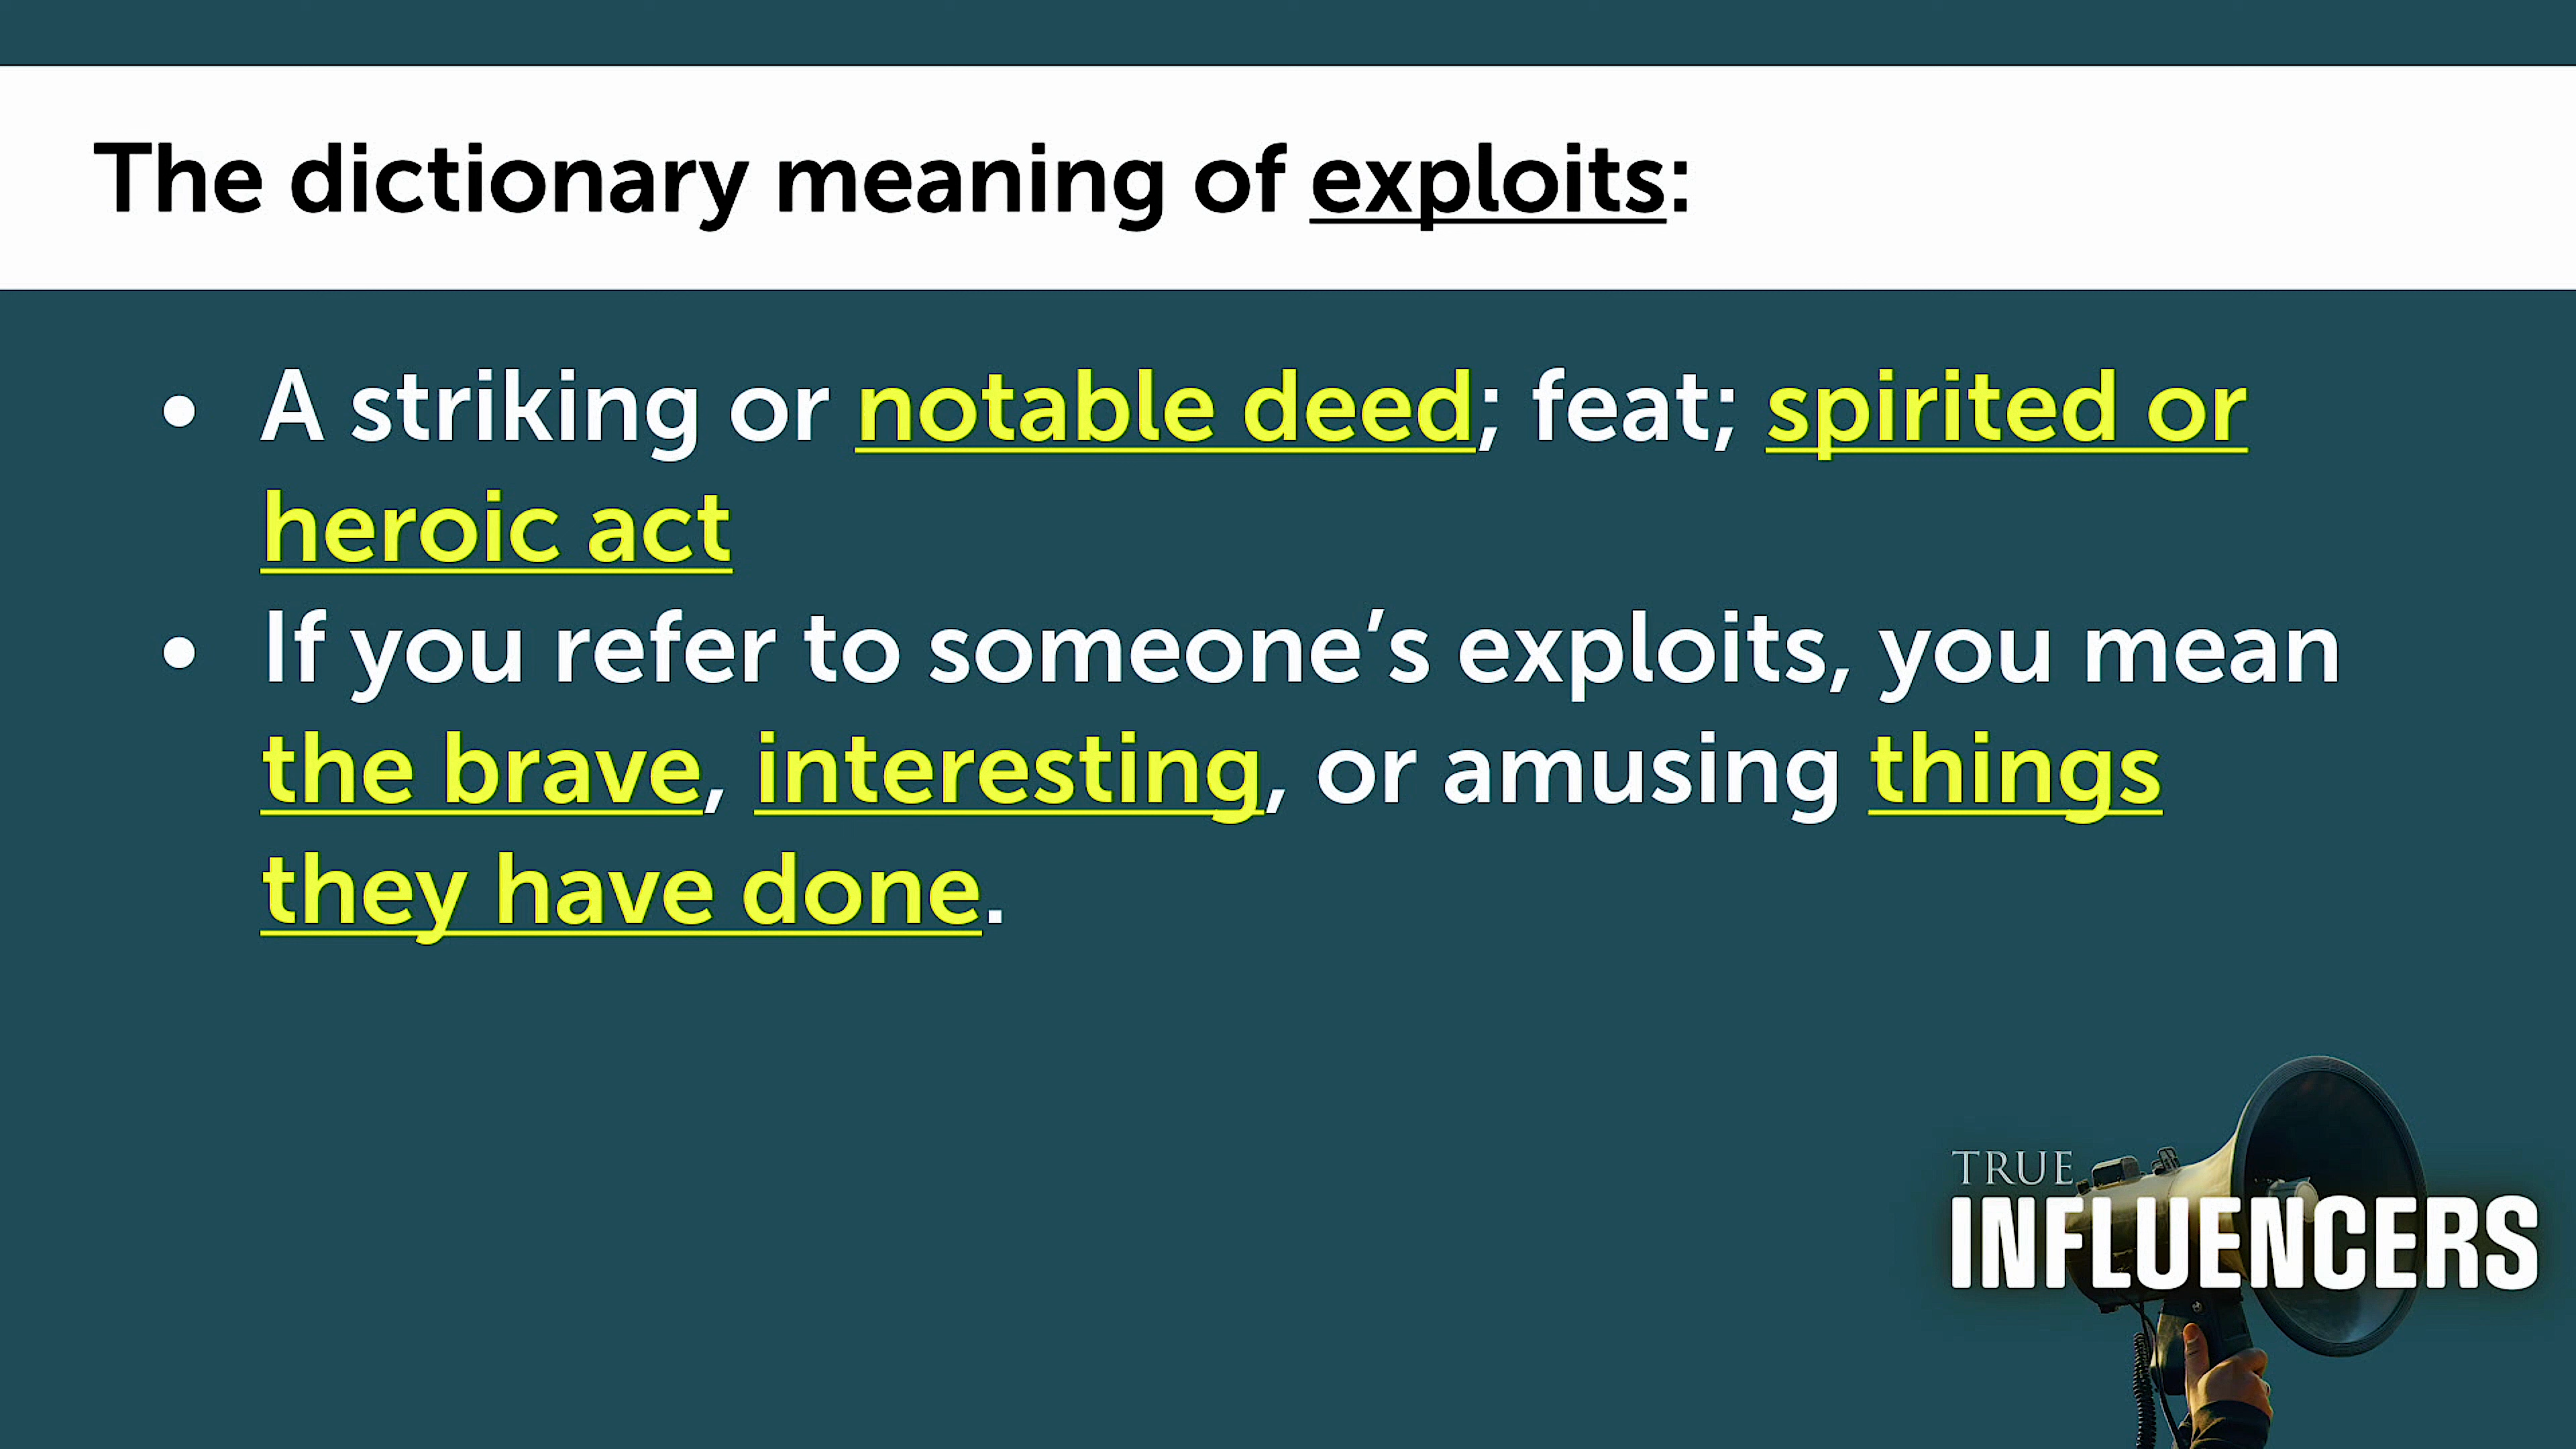 The dictionary meaning of exploits:
• A striking or notable deed; feat; spirited or
heroic act
• If you refer to someone’s exploits, you mean
the brave, interesting, or amusing things
they have done.
TRUE
INFLUENCERS